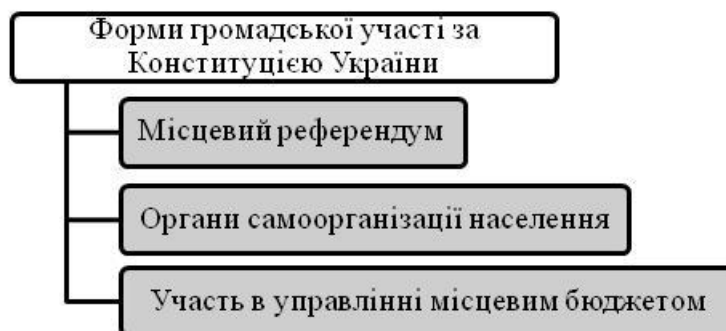 Форми громадської участі за
Конституцією України
Місцевий референдум
Органи самоорганізації населення
Участь в управлінні місцевим бюджетом